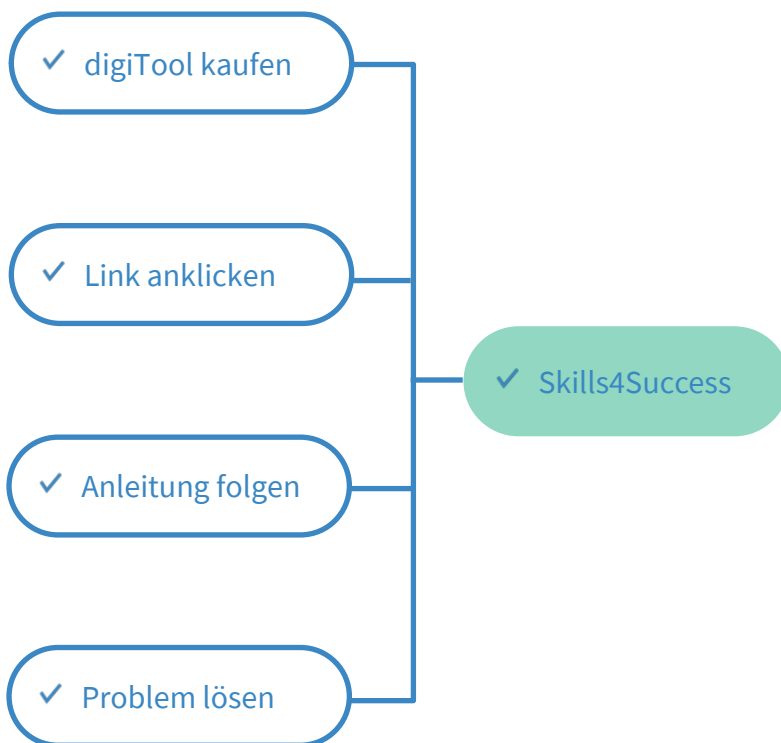 digiTool kaufen
Link anklicken
Skills4Success
Anleitung folgen
Problem lösen